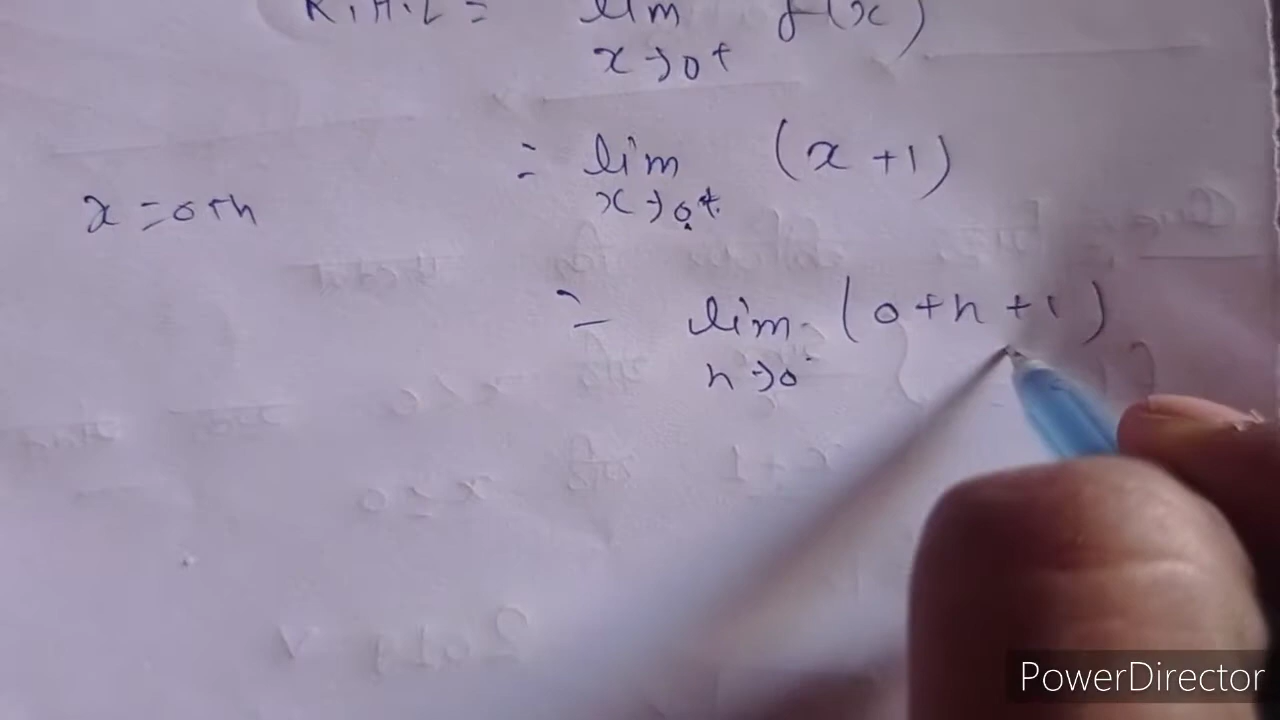 R.H.L = lim f(x)
x→0+
= lim (x+1)
x→0+
x=0+h
= lim (0+h+1)
h→0
PowerDirector